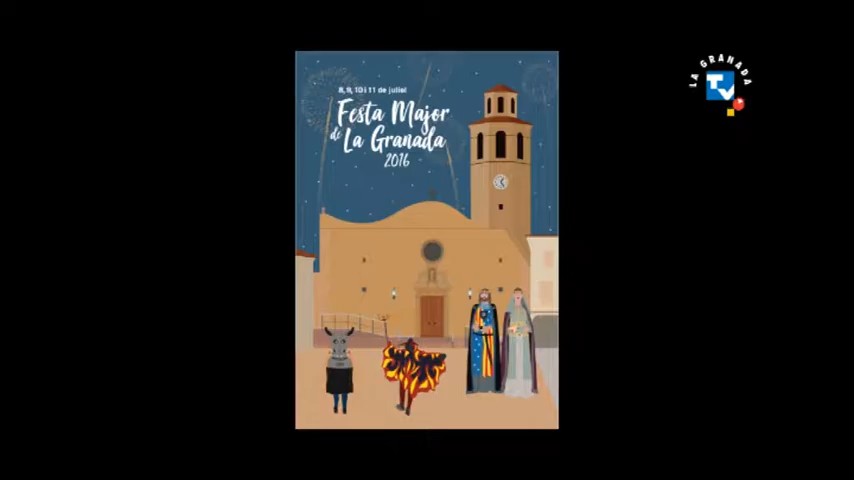 8, 9, 10 i 11 de juliol
Festa Major
de La Granada
2016
LA GRANADA
TV